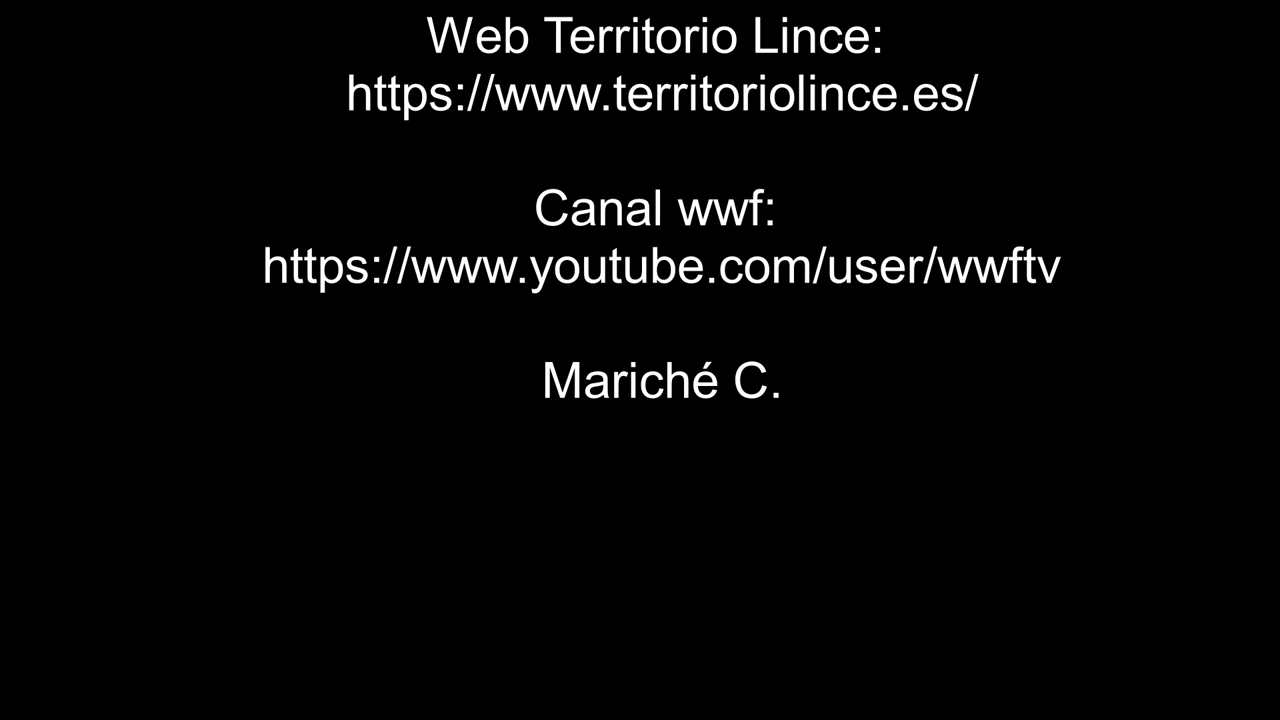 Web Territorio Lince:
https://www.territoriolince.es/
Canal wwf:
https://www.youtube.com/user/wwftv
Mariché C.